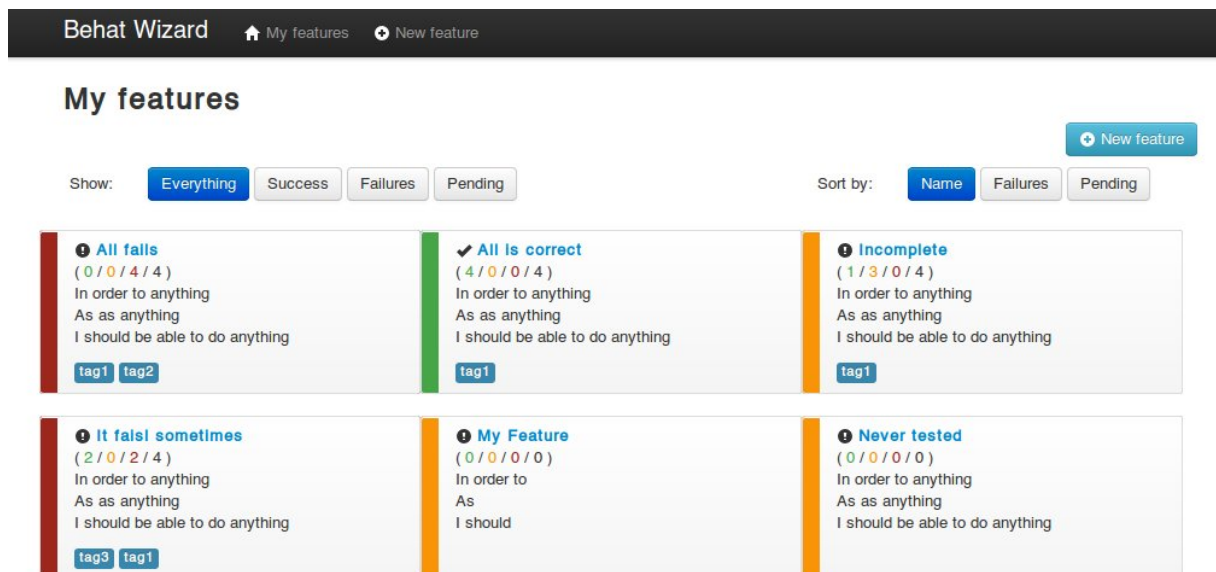 Behat Wizard My features New feature
My features
New feature
Show: Everything Success Failures Pending Sort by: Name Failures Pending
All fails
( 0 / 0 / 4 / 4 )
In order to anything
As as anything
I should be able to do anything
tag1 tag2
All is correct
( 4 / 0 / 0 / 4 )
In order to anything
As as anything
I should be able to do anything
tag1
Incomplete
( 1 / 3 / 0 / 4 )
In order to anything
As as anything
I should be able to do anything
tag1
It faisl sometimes
( 2 / 0 / 2 / 4 )
In order to anything
As as anything
I should be able to do anything
tag3 tag1
My Feature
( 0 / 0 / 0 / 0 )
In order to
As
I should
Never tested
( 0 / 0 / 0 / 0 )
In order to anything
As as anything
I should be able to do anything